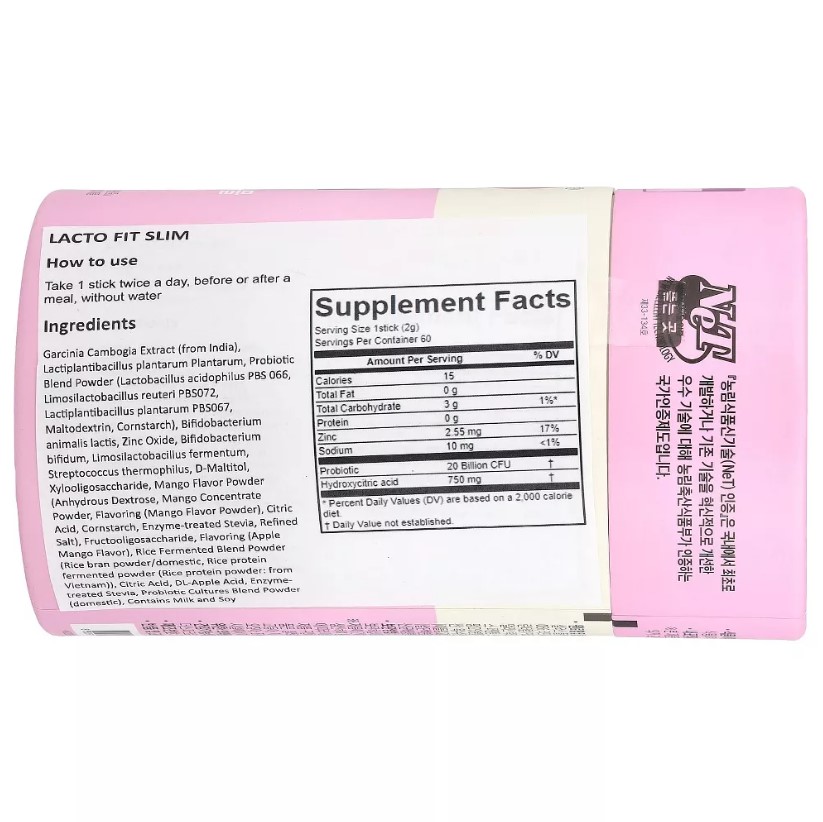 LACTO FIT SLIM
How to use
Take 1 stick twice a day, before or after a
meal, without water
Ingredients
Garcinia Cambogia Extract (from India),
Lactiplantibacillus plantarum Plantarum, Probiotic
Blend Powder (Lactobacillus acidophilus PBS 066,
Limosilactobacillus reuteri PBS072,
Lactiplantibacillus plantarum PBS067,
Maltodextrin, Cornstarch), Bifidobacterium
animalis lactis, Zinc Oxide, Bifidobacterium
bifidum, Limosilactobacillus fermentum,
Streptococcus thermophilus, D-Maltitol,
Xylooligosaccharide, Mango Flavor Powder
(Anhydrous Dextrose, Mango Concentrate
Powder, Flavoring (Mango Flavor Powder), Citric
Acid, Cornstarch, Enzyme-treated Stevia, Refined
Salt), Fructooligosaccharide, Flavoring (Apple
Mango Flavor), Rice Fermented Blend Powder
(Rice bran powder/domestic, Rice protein
fermented powder (Rice protein powder: from
Vietnam)), Citric Acid, DL-Apple Acid, Enzyme-
treated Stevia, Probiotic Cultures Blend Powder
(domestic), Contains Milk and Soy
Supplement Facts
Serving Size 1stick (2g)
Servings Per Container 60
Amount Per Serving % DV
Calories 15
Total Fat 0 g
Total Carbohydrate 3 g 1%*
Protein 0 g
Zinc 2.55 mg 17%
Sodium 10 mg <1%
Probiotic 20 Billion CFU †
Hydroxycitric acid 750 mg †
* Percent Daily Values (DV) are based on a 2,000 calorie
diet.
† Daily Value not established.
NeT
제03-134호
『농림식품신기술(NeT) 인증』은 국내에서 최초로
개발하거나 기존 기술을 혁신적으로 개선한
우수 기술에 대해 농림축산식품부가 인증하는
국가인증제도입니다.